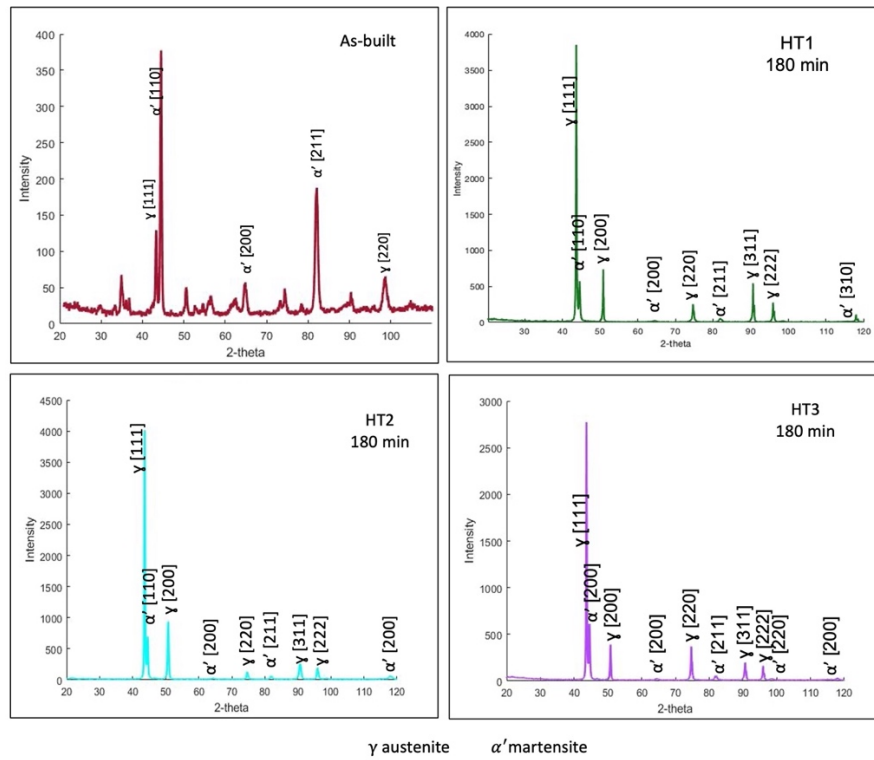 As-built
400
350
300
250
200
150
100
50
0
Intensity
γ [111]
α' [110]
α' [200]
α' [211]
γ [220]
20 30 40 50 60 70 80 90 100
2-theta
HT1
180 min
4000
3500
3000
2500
2000
1500
1000
500
0
Intensity
γ [111]
α' [110]
γ [200]
α' [200]
γ [220]
α' [211]
γ [311]
γ [222]
α' [310]
20 30 40 50 60 70 80 90 100 110 120
2-theta
HT2
180 min
4500
4000
3500
3000
2500
2000
1500
1000
500
0
Intensity
γ [111]
α' [110]
γ [200]
α' [200]
γ [220]
α' [211]
γ [311]
γ [222]
α' [200]
20 30 40 50 60 70 80 90 100 110 120
2-theta
HT3
180 min
3000
2500
2000
1500
1000
500
0
Intensity
γ [111]
α' [200]
γ [200]
α' [200]
γ [220]
α' [211]
γ [311]
γ [222]
α' [220]
α' [200]
20 30 40 50 60 70 80 90 100 110 120
2-theta
γ austenite α' martensite